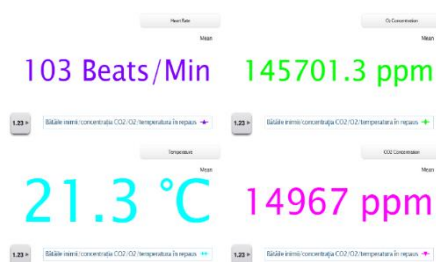 Heart Rate
Mean
103 Beats/Min
1.23
Bătăile inimii/concentrația CO2/O2/temperatura în repaus
O2 Concentration
Mean
145701.3 ppm
1.23
Bătăile inimii/concentrația CO2/O2/temperatura în repaus
Temperature
Mean
21.3 °C
1.23
Bătăile inimii/concentrația CO2/O2/temperatura în repaus
CO2 Concentration
Mean
14967 ppm
1.23
Bătăile inimii/concentrația CO2/O2/temperatura în repaus